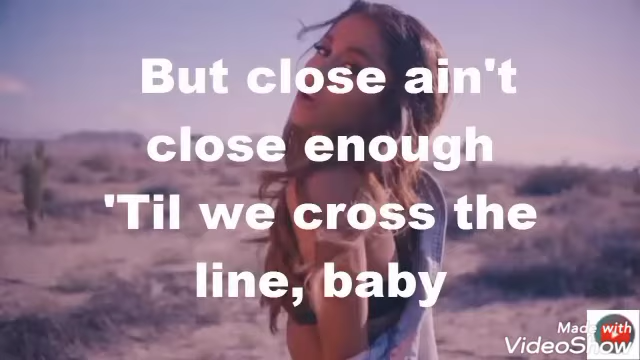 But close ain't
close enough
'Til we cross the
line, baby
Made with
VideoShow